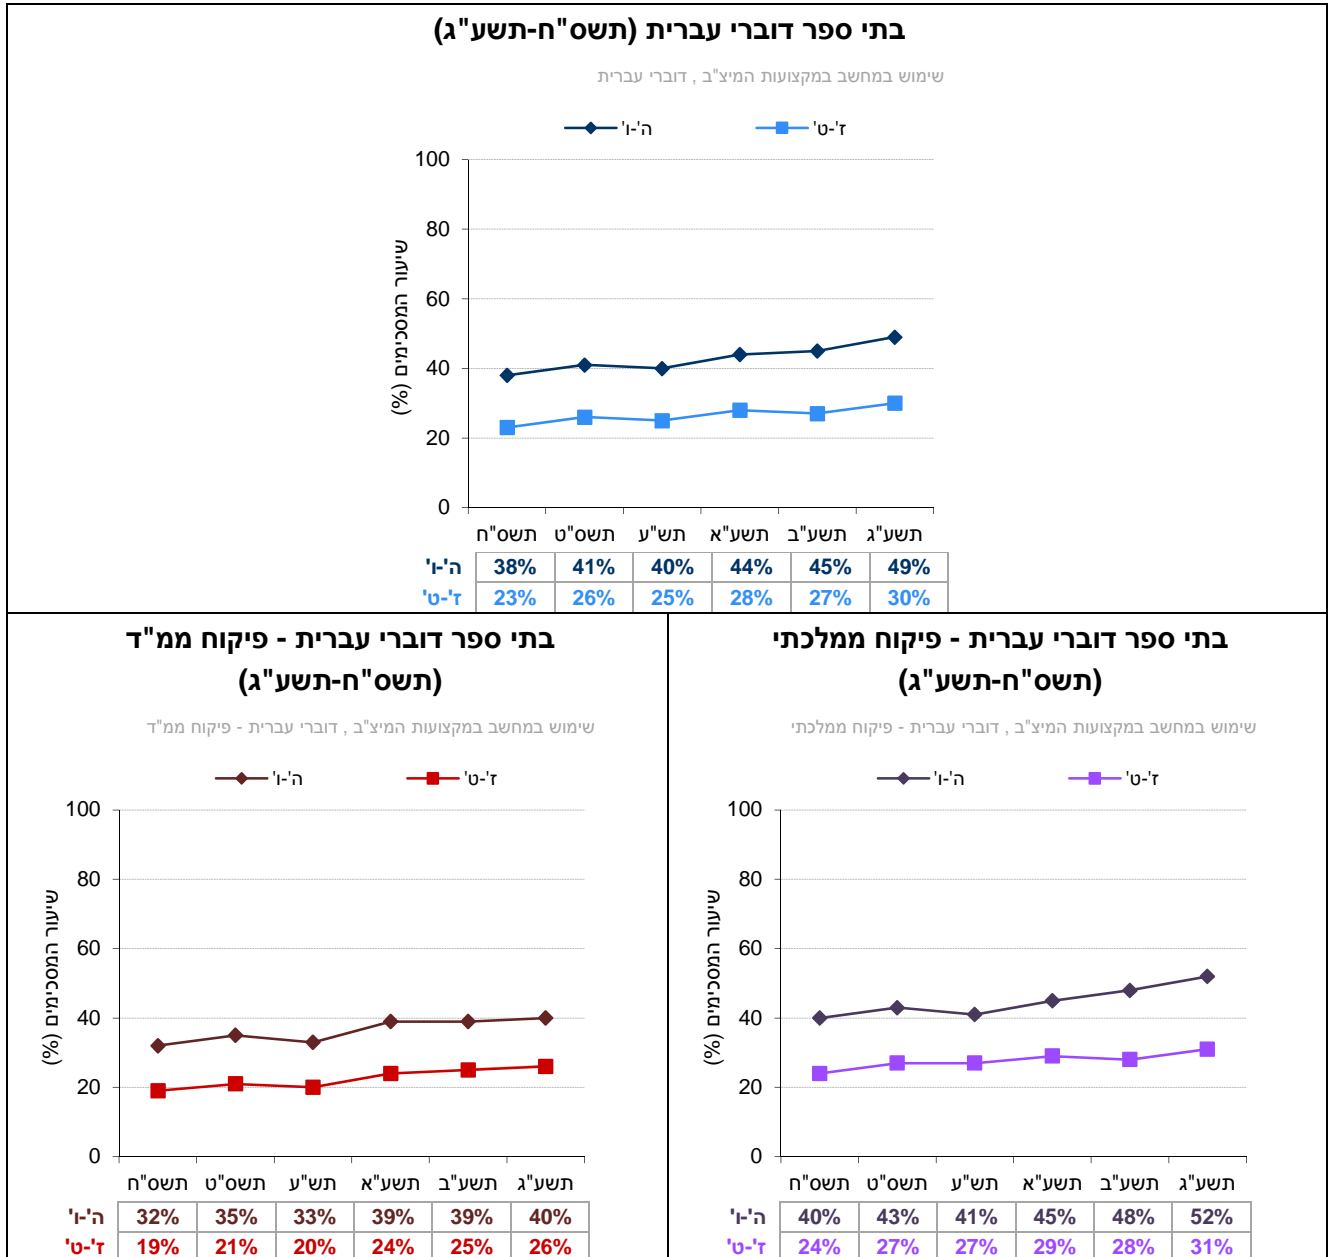 בתי ספר דוברי עברית (תשס"ח-תשע"ג)
שימוש במחשב במקצועות המיצ"ב , דוברי עברית
ה'-ו' ז'-ט'
שיעור המסכימים (%)
100
80
60
40
20
0
תשס"ח תשס"ט תש"ע תשע"א תשע"ב תשע"ג
ה'-ו' 38% 41% 40% 44% 45% 49%
ז'-ט' 23% 26% 25% 28% 27% 30%
בתי ספר דוברי עברית - פיקוח ממלכתי
(תשס"ח-תשע"ג)
שימוש במחשב במקצועות המיצ"ב , דוברי עברית - פיקוח ממלכתי
ה'-ו' ז'-ט'
שיעור המסכימים (%)
100
80
60
40
20
0
תשס"ח תשס"ט תש"ע תשע"א תשע"ב תשע"ג
ה'-ו' 40% 43% 41% 45% 48% 52%
ז'-ט' 24% 27% 27% 29% 28% 31%
בתי ספר דוברי עברית - פיקוח ממ"ד
(תשס"ח-תשע"ג)
שימוש במחשב במקצועות המיצ"ב , דוברי עברית - פיקוח ממ"ד
ה'-ו' ז'-ט'
שיעור המסכימים (%)
100
80
60
40
20
0
תשס"ח תשס"ט תש"ע תשע"א תשע"ב תשע"ג
ה'-ו' 32% 35% 33% 39% 39% 40%
ז'-ט' 19% 21% 20% 24% 25% 26%